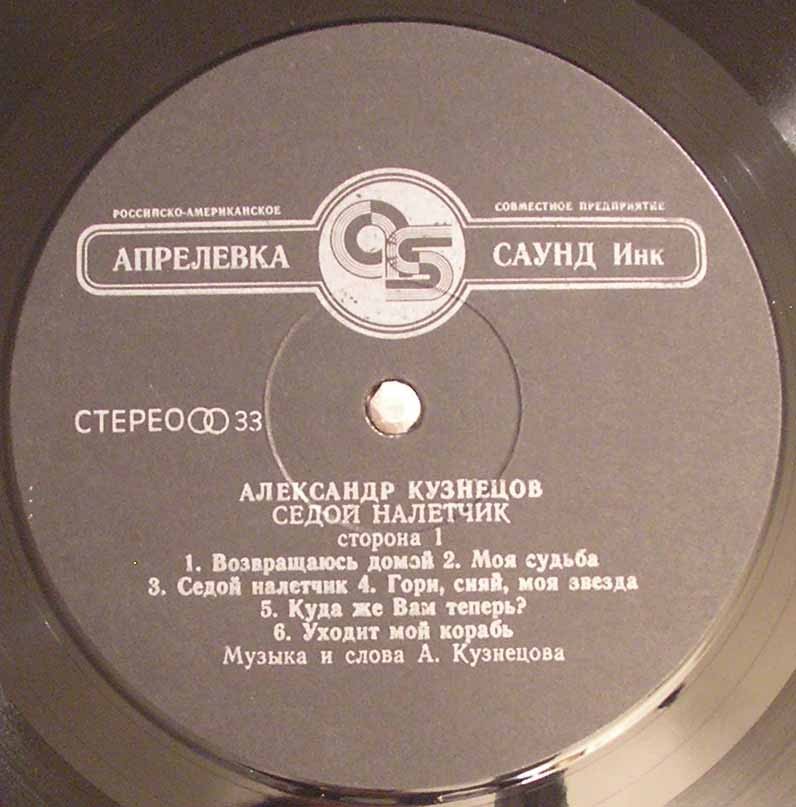 РОССИЙСКО-АМЕРИКАНСКОЕ СОВМЕСТНОЕ ПРЕДПРИЯТИЕ
АПРЕЛЕВКА САУНД Инк
СТЕРЕО 33
АЛЕКСАНДР КУЗНЕЦОВ
СЕДОЙ НАЛЕТЧИК
сторона 1
1. Возвращаюсь домэй 2. Моя судьба
3. Седой налетчик 4. Гори, сияй, моя звезда
5. Куда же Вам теперь?
6. Уходит мой корабь
Музыка и слова А. Кузнецова